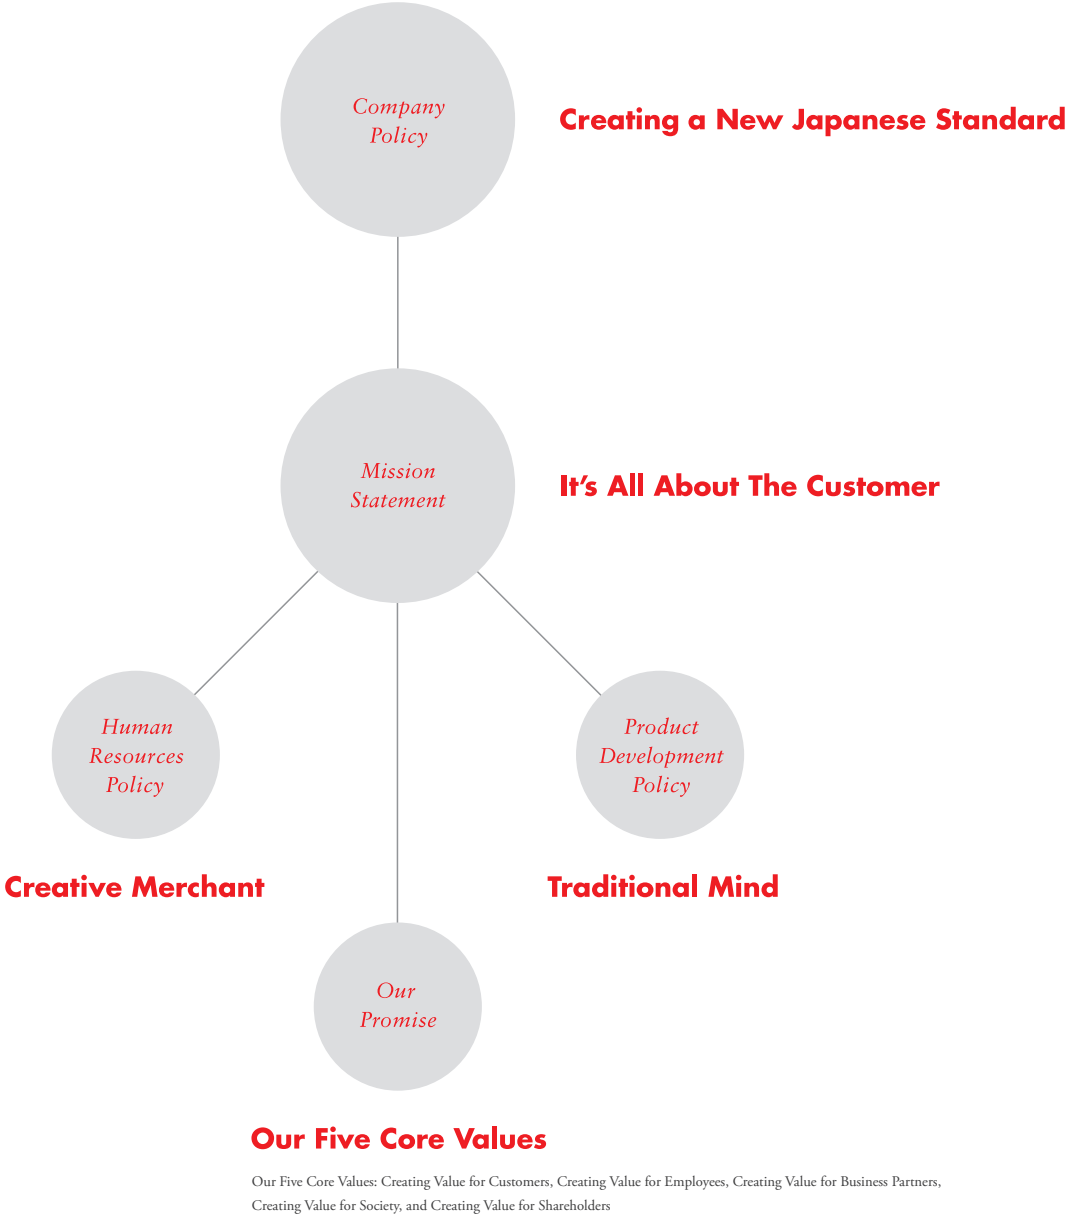 Company
Policy
Creating a New Japanese Standard
Mission
Statement
It’s All About The Customer
Human
Resources
Policy
Creative Merchant
Product
Development
Policy
Traditional Mind
Our
Promise
Our Five Core Values
Our Five Core Values: Creating Value for Customers, Creating Value for Employees, Creating Value for Business Partners,
Creating Value for Society, and Creating Value for Shareholders